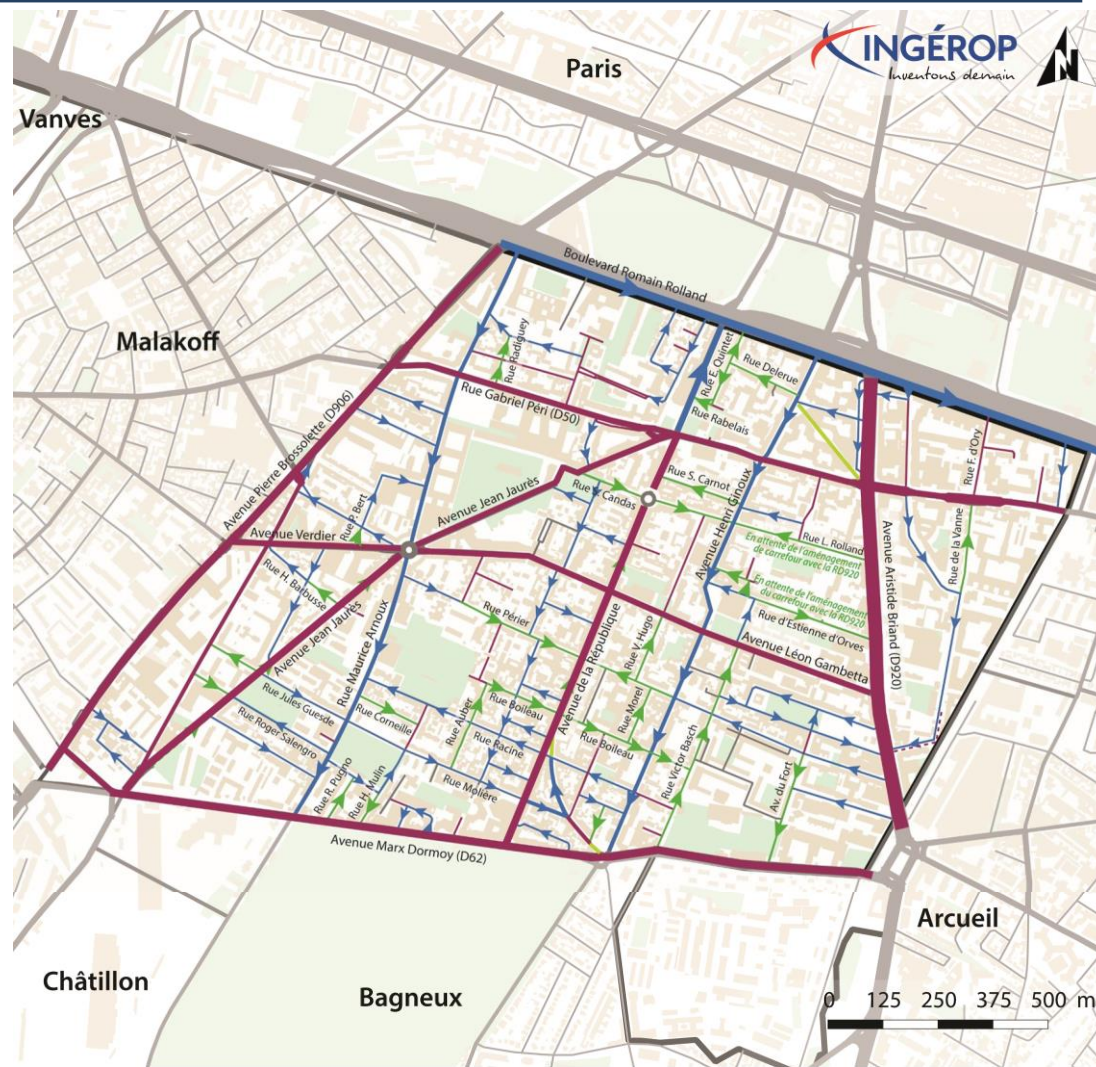 INGÉROP
Inventons demain
N
Paris
Vanves
Boulevard Romain Rolland
Malakoff
Rue Radiguey
Rue E. Quintet
Rue Delerue
Rue Gabriel Péri (D50)
Rue Rabelais
Avenue Pierre Brossolette (D906)
Rue F. d'Ory
Avenue Jean Jaurès
Rue S. Carnot
Candas
Avenue Henri Ginoux
Rue P. Bert
Avenue Verdier
Rue L. Rolland
En attente de l'aménagement
de carrefour avec la RD920
Rue de la Vanne
Avenue Aristide Briand (D920)
Rue H. Barbusse
Avenue Jean Jaurès
En attente de l'aménagement
du carrefour avec la RD920
Rue d'Estienne d'Orves
Rue Périer
Rue V. Hugo
Avenue Léon Gambetta
Rue Maurice Arnoux
Avenue de la République
Rue Jules Guesde
Rue Corneille
Rue Auber
Rue Boileau
Rue Morel
Rue Roger Salengro
Rue Racine
Rue Boileau
Rue Victor Basch
Rue R. Pugno
Rue H. Mulin
Rue Molière
Av. du Fort
Avenue Marx Dormoy (D62)
Arcueil
Châtillon
Bagneux
0 125 250 375 500 m